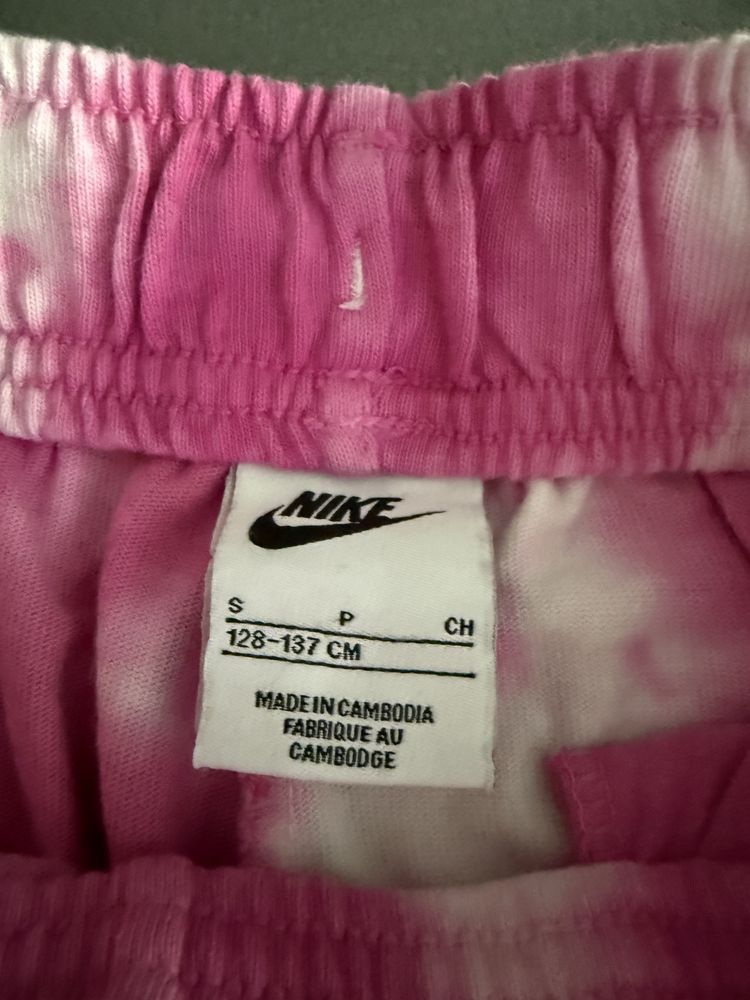 NIKE
S P CH
128-137 CM
MADE IN CAMBODIA
FABRIQUE AU
CAMBODGE